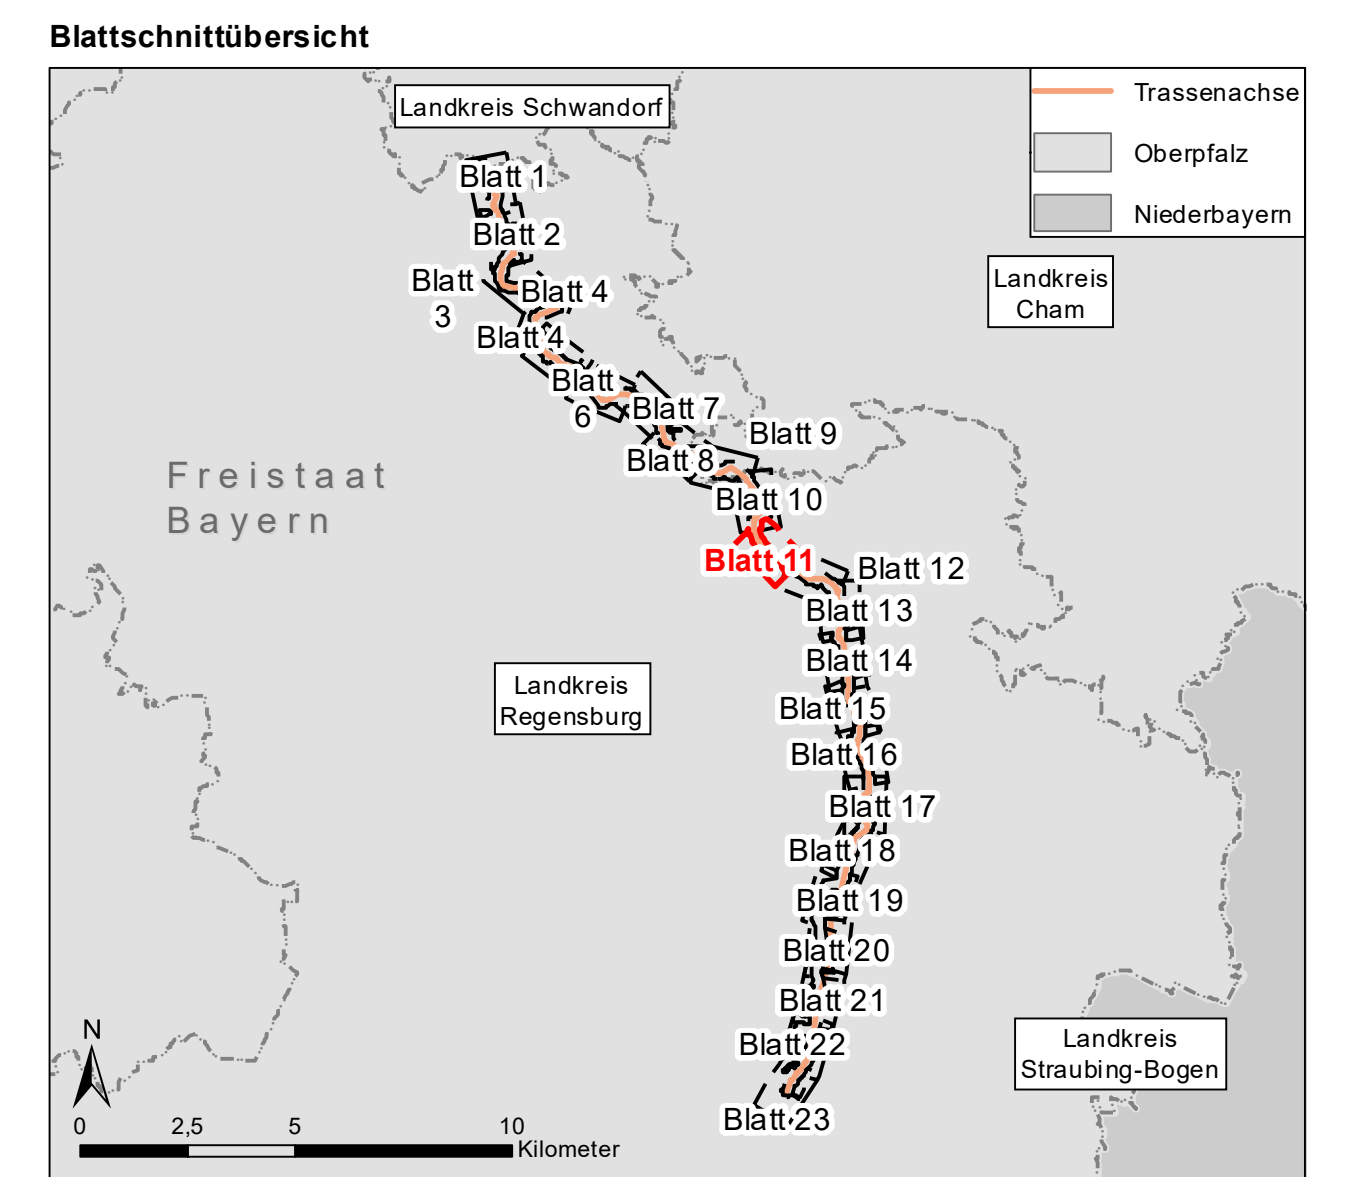 Blattschnittübersicht
Landkreis Schwandorf
Trassenachse
Oberpfalz
Niederbayern
Blatt 1
Blatt 2
Blatt
3
Blatt 4
Blatt 4
Blatt
6
Blatt 7
Blatt 8
Blatt 9
Blatt 10
Blatt 11
Blatt 12
Blatt 13
Blatt 14
Blatt 15
Blatt 16
Blatt 17
Blatt 18
Blatt 19
Blatt 20
Blatt 21
Blatt 22
Blatt 23
Landkreis
Cham
Freistaat
Bayern
Landkreis
Regensburg
Landkreis
Straubing-Bogen
N
0 2,5 5 10
Kilometer